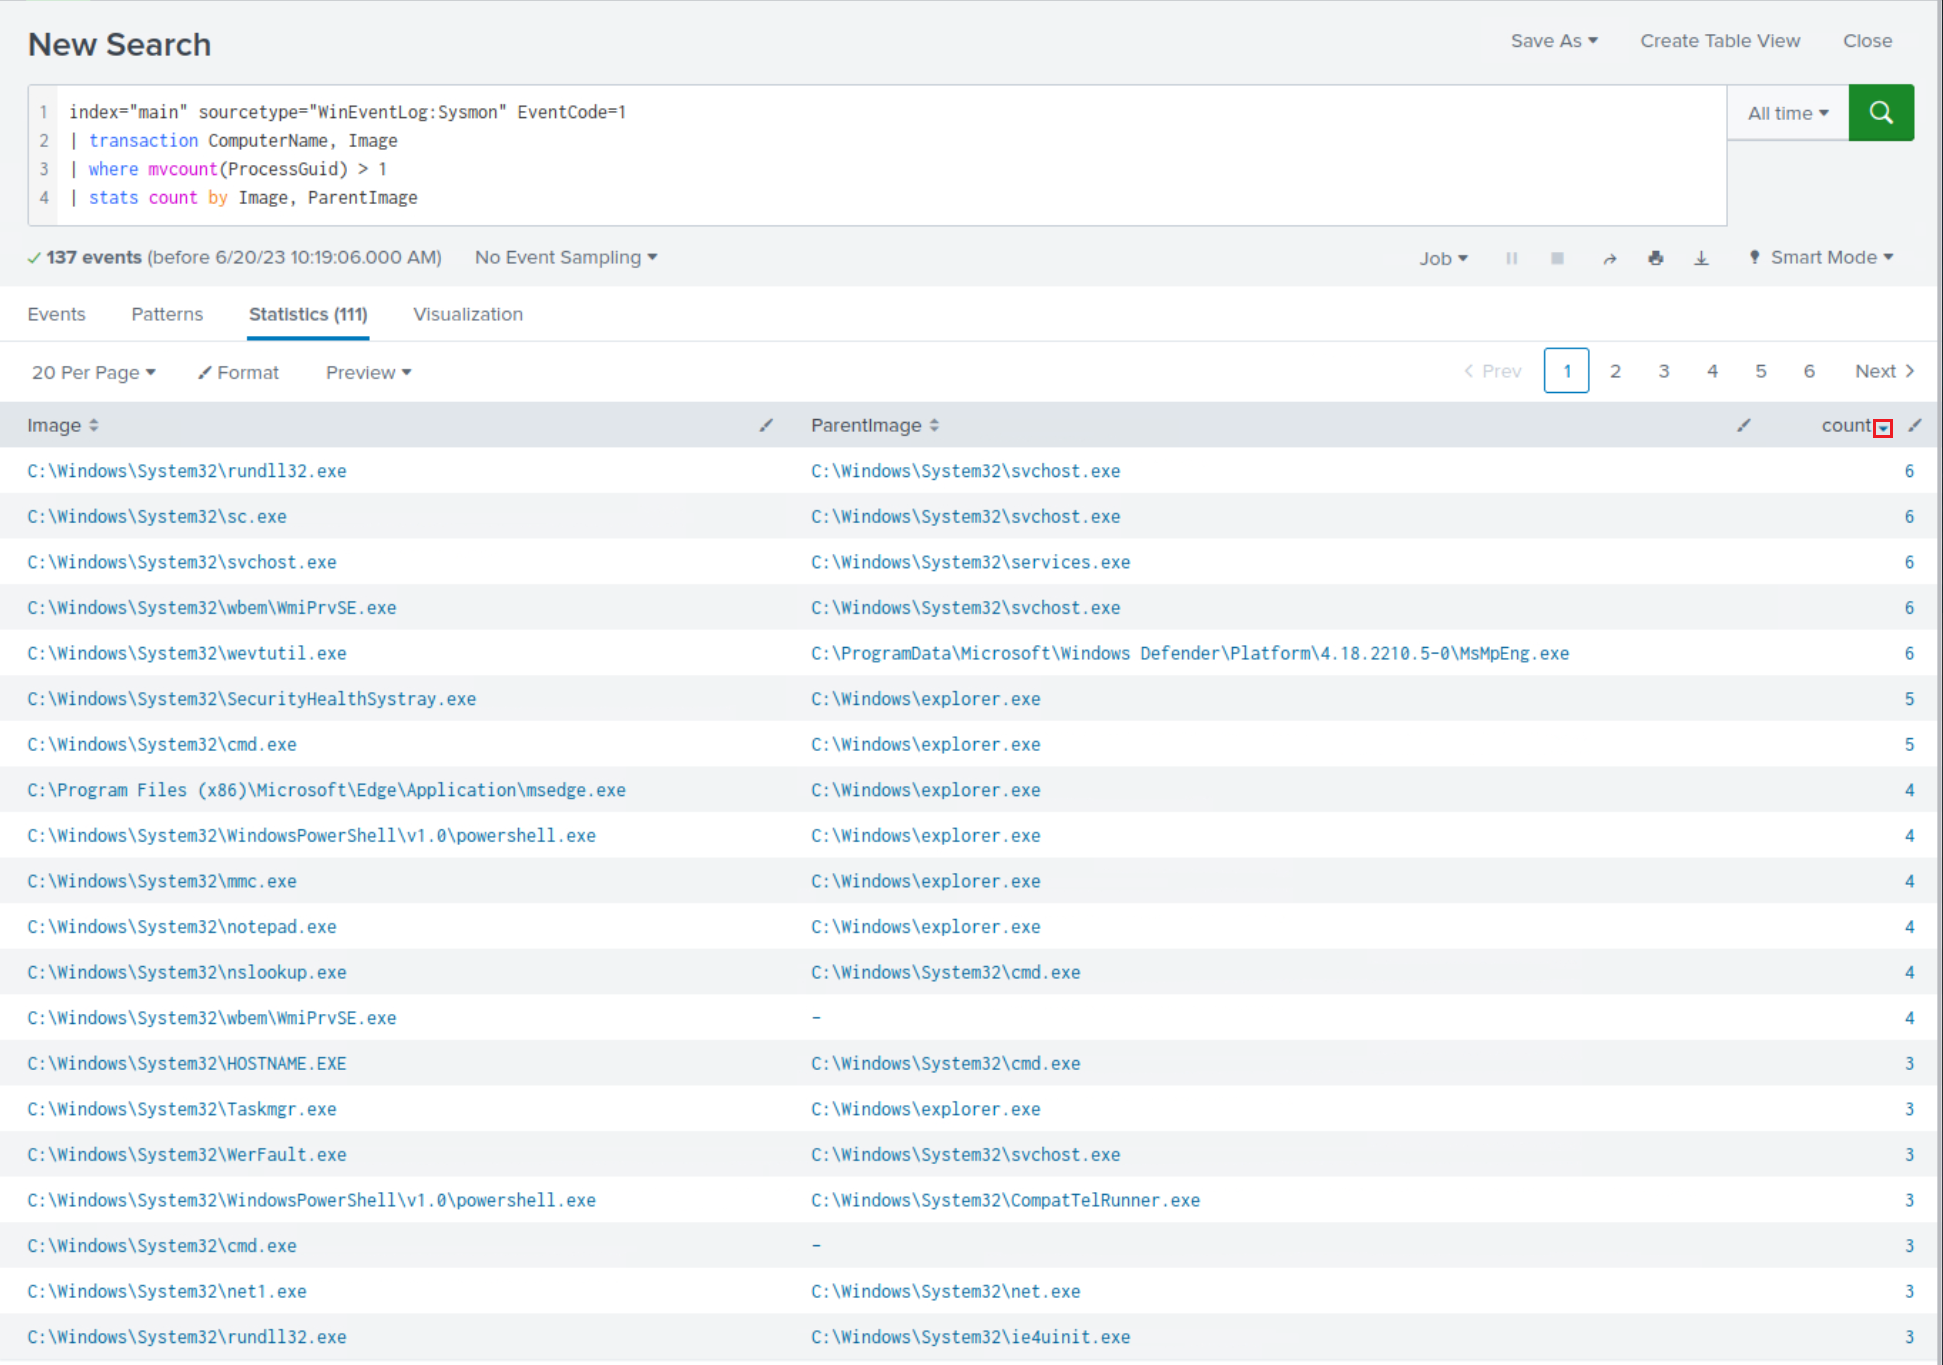 New Search
Save As Create Table View Close
1 index="main" sourcetype="WinEventLog:Sysmon" EventCode=1
2 | transaction ComputerName, Image
3 | where mvcount(ProcessGuid) > 1
4 | stats count by Image, ParentImage
All time
137 events (before 6/20/23 10:19:06.000 AM) No Event Sampling Job Smart Mode
Events Patterns Statistics (111) Visualization
20 Per Page Format Preview < Prev 1 2 3 4 5 6 Next >
Image ParentImage count
C:\Windows\System32\rundll32.exe C:\Windows\System32\svchost.exe 6
C:\Windows\System32\sc.exe C:\Windows\System32\svchost.exe 6
C:\Windows\System32\svchost.exe C:\Windows\System32\services.exe 6
C:\Windows\System32\wbem\WmiPrvSE.exe C:\Windows\System32\svchost.exe 6
C:\Windows\System32\wevtutil.exe C:\ProgramData\Microsoft\Windows Defender\Platform\4.18.2210.5-0\MsMpEng.exe 6
C:\Windows\System32\SecurityHealthSystray.exe C:\Windows\explorer.exe 5
C:\Windows\System32\cmd.exe C:\Windows\explorer.exe 5
C:\Program Files (x86)\Microsoft\Edge\Application\msedge.exe C:\Windows\explorer.exe 4
C:\Windows\System32\WindowsPowerShell\v1.0\powershell.exe C:\Windows\explorer.exe 4
C:\Windows\System32\mmc.exe C:\Windows\explorer.exe 4
C:\Windows\System32\notepad.exe C:\Windows\explorer.exe 4
C:\Windows\System32\nslookup.exe C:\Windows\System32\cmd.exe 4
C:\Windows\System32\wbem\WmiPrvSE.exe - 4
C:\Windows\System32\HOSTNAME.EXE C:\Windows\System32\cmd.exe 3
C:\Windows\System32\Taskmgr.exe C:\Windows\explorer.exe 3
C:\Windows\System32\WerFault.exe C:\Windows\System32\svchost.exe 3
C:\Windows\System32\WindowsPowerShell\v1.0\powershell.exe C:\Windows\System32\CompatTelRunner.exe 3
C:\Windows\System32\cmd.exe - 3
C:\Windows\System32\net1.exe C:\Windows\System32\net.exe 3
C:\Windows\System32\rundll32.exe C:\Windows\System32\ie4uinit.exe 3